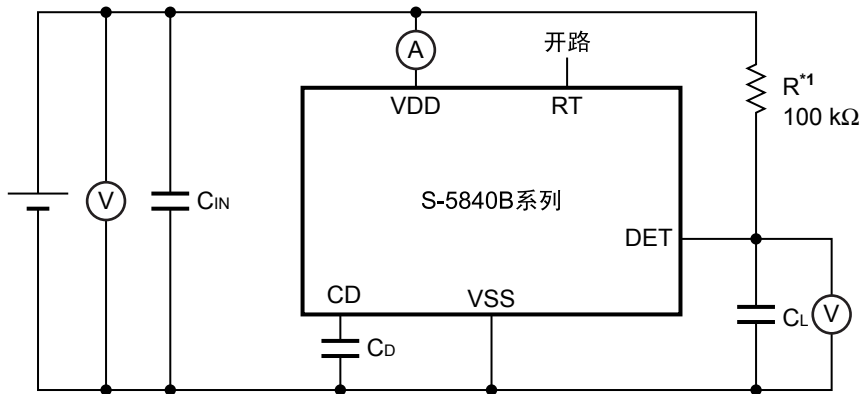 A
开路
VDD
RT
R*1
100 kΩ
V
CIN
S-5840B系列
DET
CD
VSS
CD
CL
V